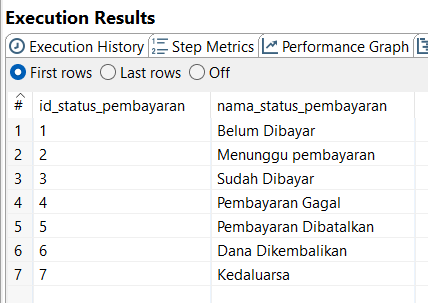 Execution Results
Execution History Step Metrics Performance Graph
First rows Last rows Off
# id_status_pembayaran nama_status_pembayaran
1 1 Belum Dibayar
2 2 Menunggu pembayaran
3 3 Sudah Dibayar
4 4 Pembayaran Gagal
5 5 Pembayaran Dibatalkan
6 6 Dana Dikembalikan
7 7 Kedaluarsa